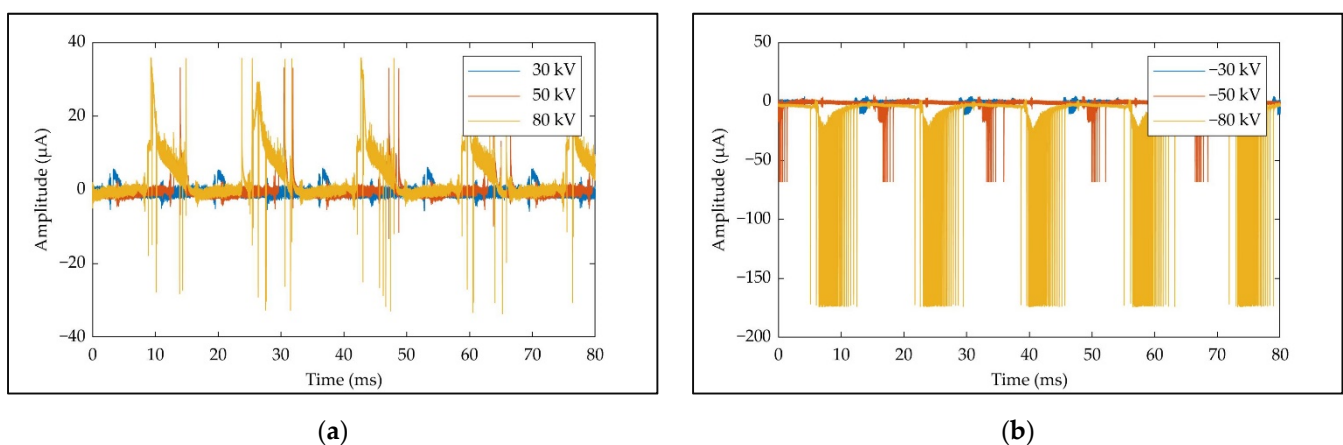 40
20
0
−20
−40
Amplitude (µA)
30 kV
50 kV
80 kV
0 10 20 30 40 50 60 70 80
Time (ms)
(a)
50
0
−50
−100
−150
−200
Amplitude (µA)
−30 kV
−50 kV
−80 kV
0 10 20 30 40 50 60 70 80
Time (ms)
(b)